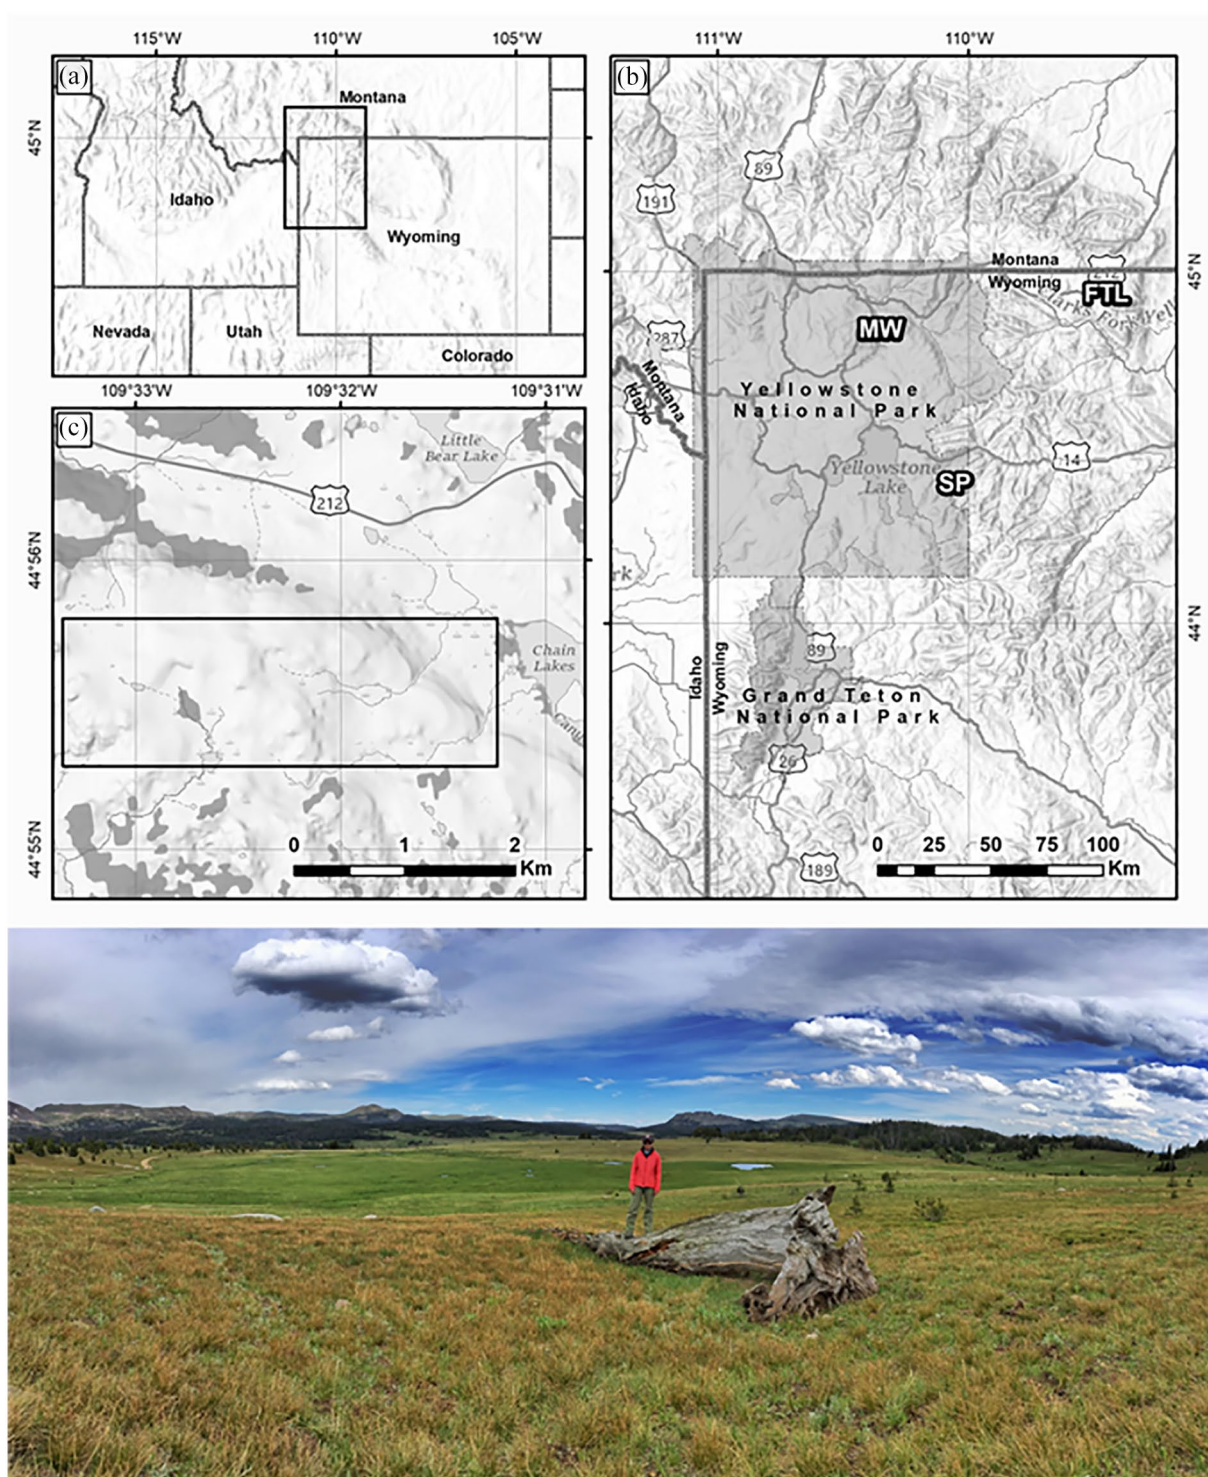 115°W 110°W 105°W
(a)
45°N
Montana
Idaho
Wyoming
Nevada
Utah
Colorado
111°W 110°W
(b)
89
191
Montana
Wyoming
212
FTL
45°N
287
MW
Montana
Idaho
Yellowstone
National Park
14
Yellowstone
Lake
SP
rk
44°N
89
Idaho
Wyoming
Grand Teton
National Park
26
189
0 25 50 75 100
Km
109°33'W 109°32'W 109°31'W
(c)
Little
Bear Lake
212
44°56'N
Chain
Lakes
44°55'N
0 1 2
Km